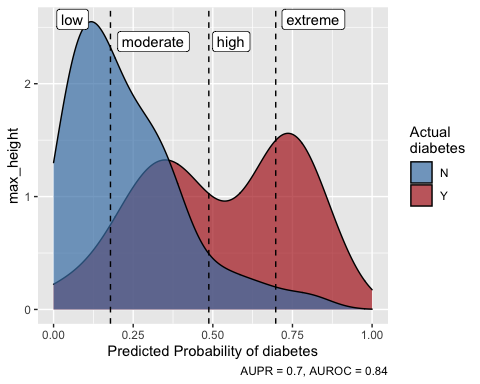 low
extreme
moderate
high
max_height
2
1
0
0.00
0.25
0.50
0.75
1.00
Predicted Probability of diabetes
AUPR = 0.7, AUROC = 0.84
Actual
diabetes
N
Y